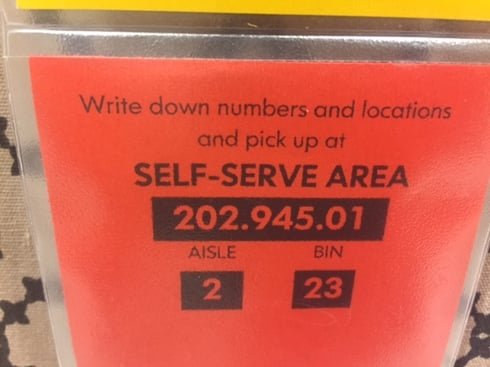 Write down numbers and locations
and pick up at
SELF-SERVE AREA
202.945.01
AISLE BIN
2 23